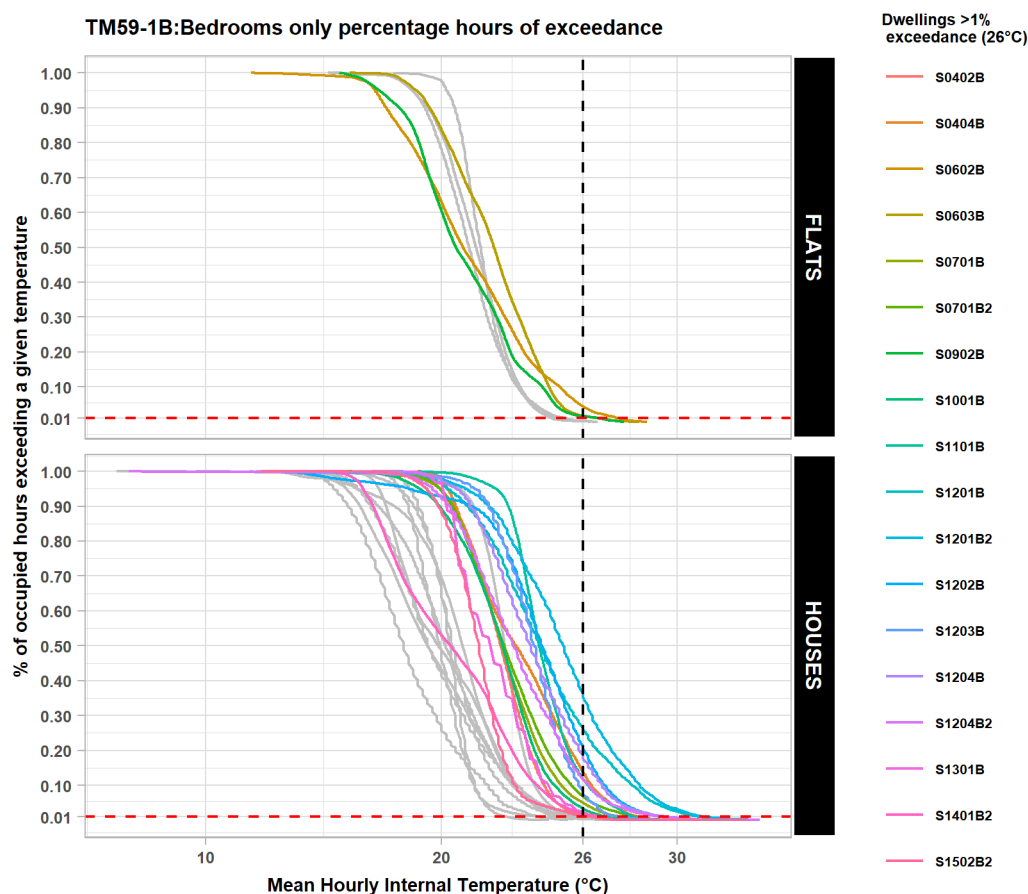 TM59-1B:Bedrooms only percentage hours of exceedance
Dwellings >1%
exceedance (26°C)
S0402B
S0404B
S0602B
S0603B
S0701B
S0701B2
S0902B
S1001B
S1101B
S1201B
S1201B2
S1202B
S1203B
S1204B
S1204B2
S1301B
S1401B2
S1502B2
% of occupied hours exceeding a given temperature
1.00
0.90
0.80
0.70
0.60
0.50
0.40
0.30
0.20
0.10
0.01
FLATS
1.00
0.90
0.80
0.70
0.60
0.50
0.40
0.30
0.20
0.10
0.01
HOUSES
10
20
26
30
Mean Hourly Internal Temperature (°C)